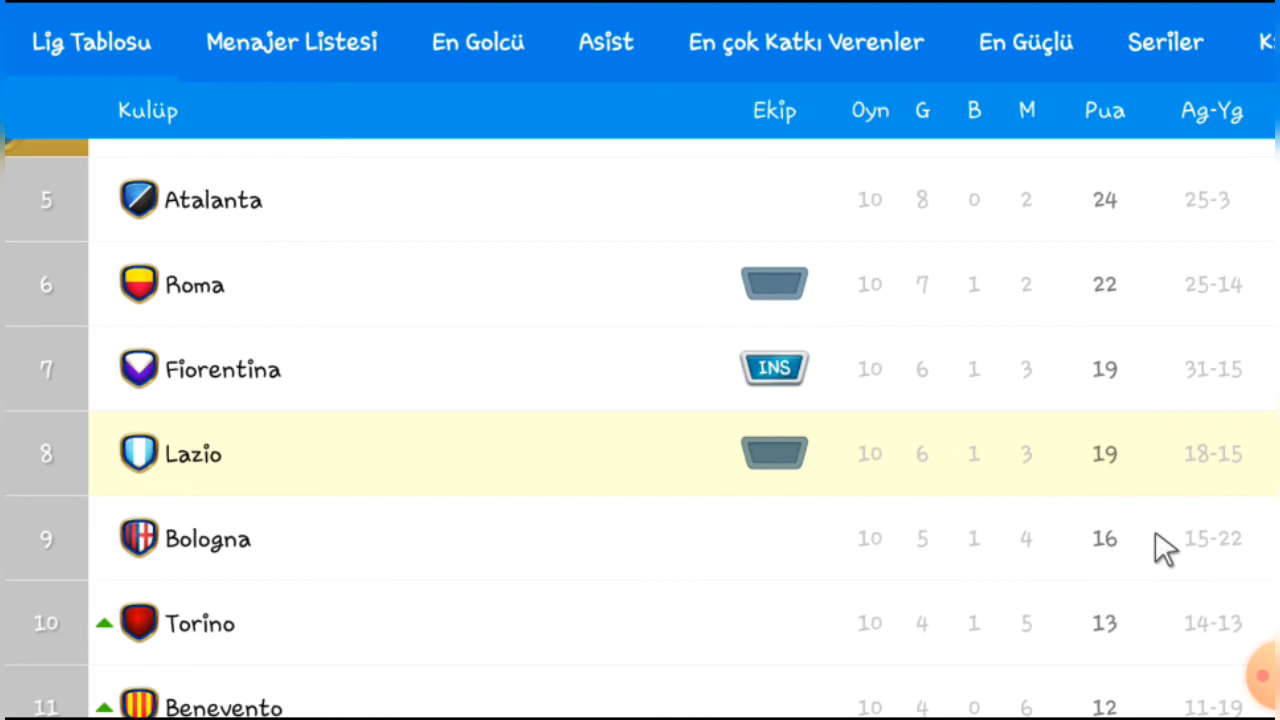 Lig Tablosu Menajer Listesi En Golcü Asist En çok Katkı Verenler En Güçlü Seriler
Kulüp Ekip Oyn G B M Pua Ag-Yg
5 Atalanta 10 8 0 2 24 25-3
6 Roma 10 7 1 2 22 25-14
7 Fiorentina INS 10 6 1 3 19 31-15
8 Lazio 10 6 1 3 19 18-15
9 Bologna 10 5 1 4 16 15-22
10 Torino 10 4 1 5 13 14-13
11 Benevento 10 4 0 6 12 11-19